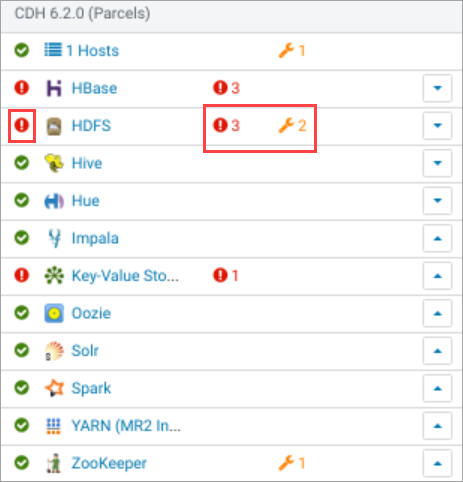 CDH 6.2.0 (Parcels)
1 Hosts 1
HBase 3
HDFS 3 2
Hive
Hue
Impala
Key-Value Sto... 1
Oozie
Solr
Spark
YARN (MR2 In...
ZooKeeper 1